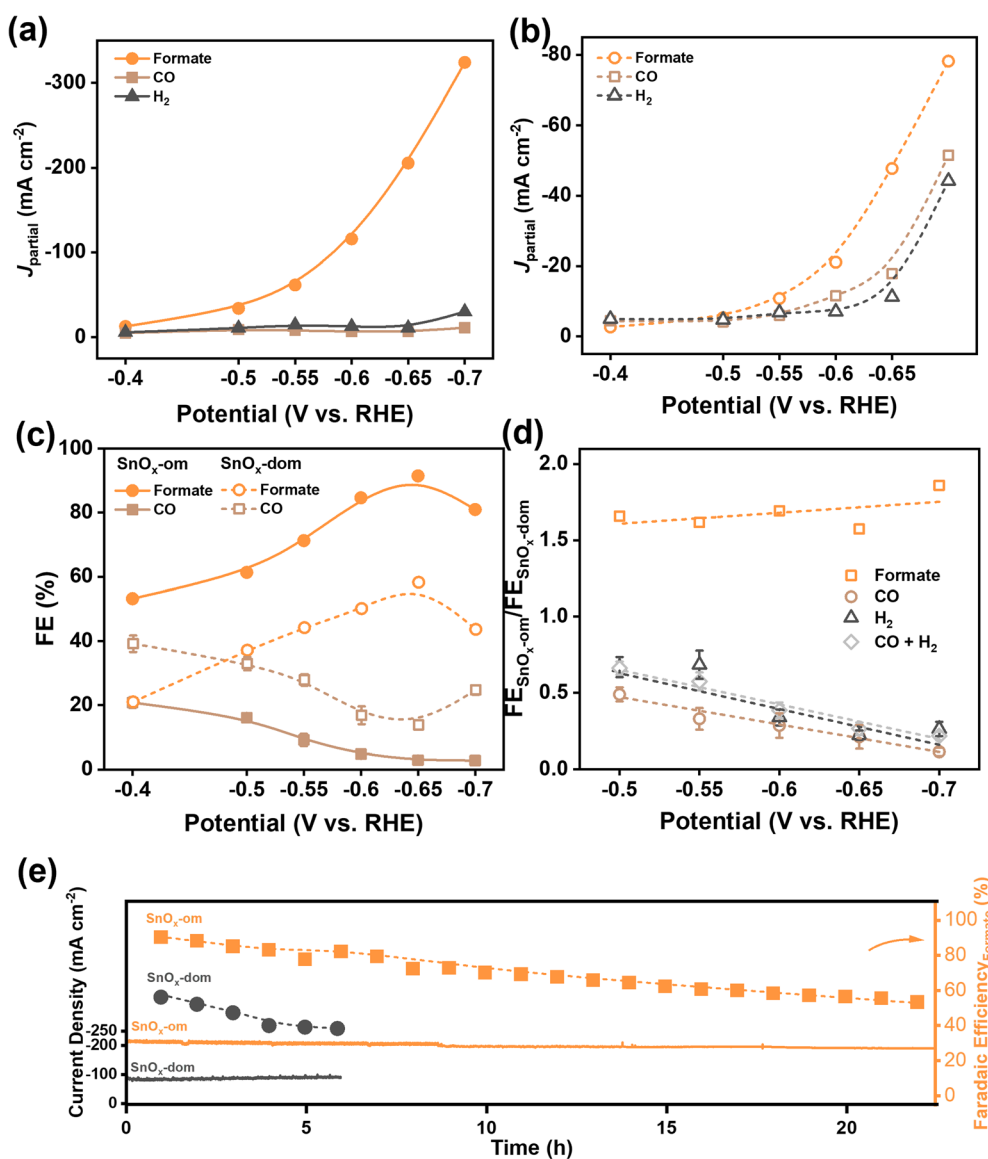 (a)
Formate
CO
H2
-300
-200
-100
0
Jpartial (mA cm-2)
-0.4 -0.5 -0.55 -0.6 -0.65 -0.7
Potential (V vs. RHE)
(b)
Formate
CO
H2
-80
-60
-40
-20
0
Jpartial (mA cm-2)
-0.4 -0.5 -0.55 -0.6 -0.65
Potential (V vs. RHE)
(c)
SnOx-om SnOx-dom
Formate Formate
CO CO
100
80
60
40
20
0
FE (%)
-0.4 -0.5 -0.55 -0.6 -0.65 -0.7
Potential (V vs. RHE)
(d)
2.0
1.5
1.0
0.5
0.0
FESnOx-om/FESnOx-dom
Formate
CO
H2
CO + H2
-0.5 -0.55 -0.6 -0.65 -0.7
Potential (V vs. RHE)
(e)
Current Density (mA cm-2)
-250
-200
-100
0
SnOx-om
SnOx-dom
SnOx-om
SnOx-dom
0 5 10 15 20
Time (h)
100
80
60
40
20
0
Faradaic EfficiencyFormate (%)